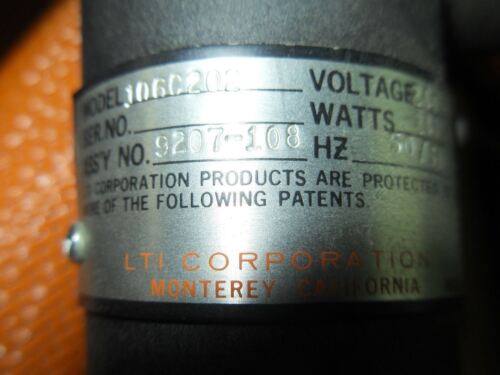 MODEL 106C202 VOLTAGE
SER.NO. WATTS
ASS'Y NO. 9207-108 HZ
LTI CORPORATION PRODUCTS ARE PROTECTED
OF THE FOLLOWING PATENTS.
LTI CORPORATION
MONTEREY CALIFORNIA